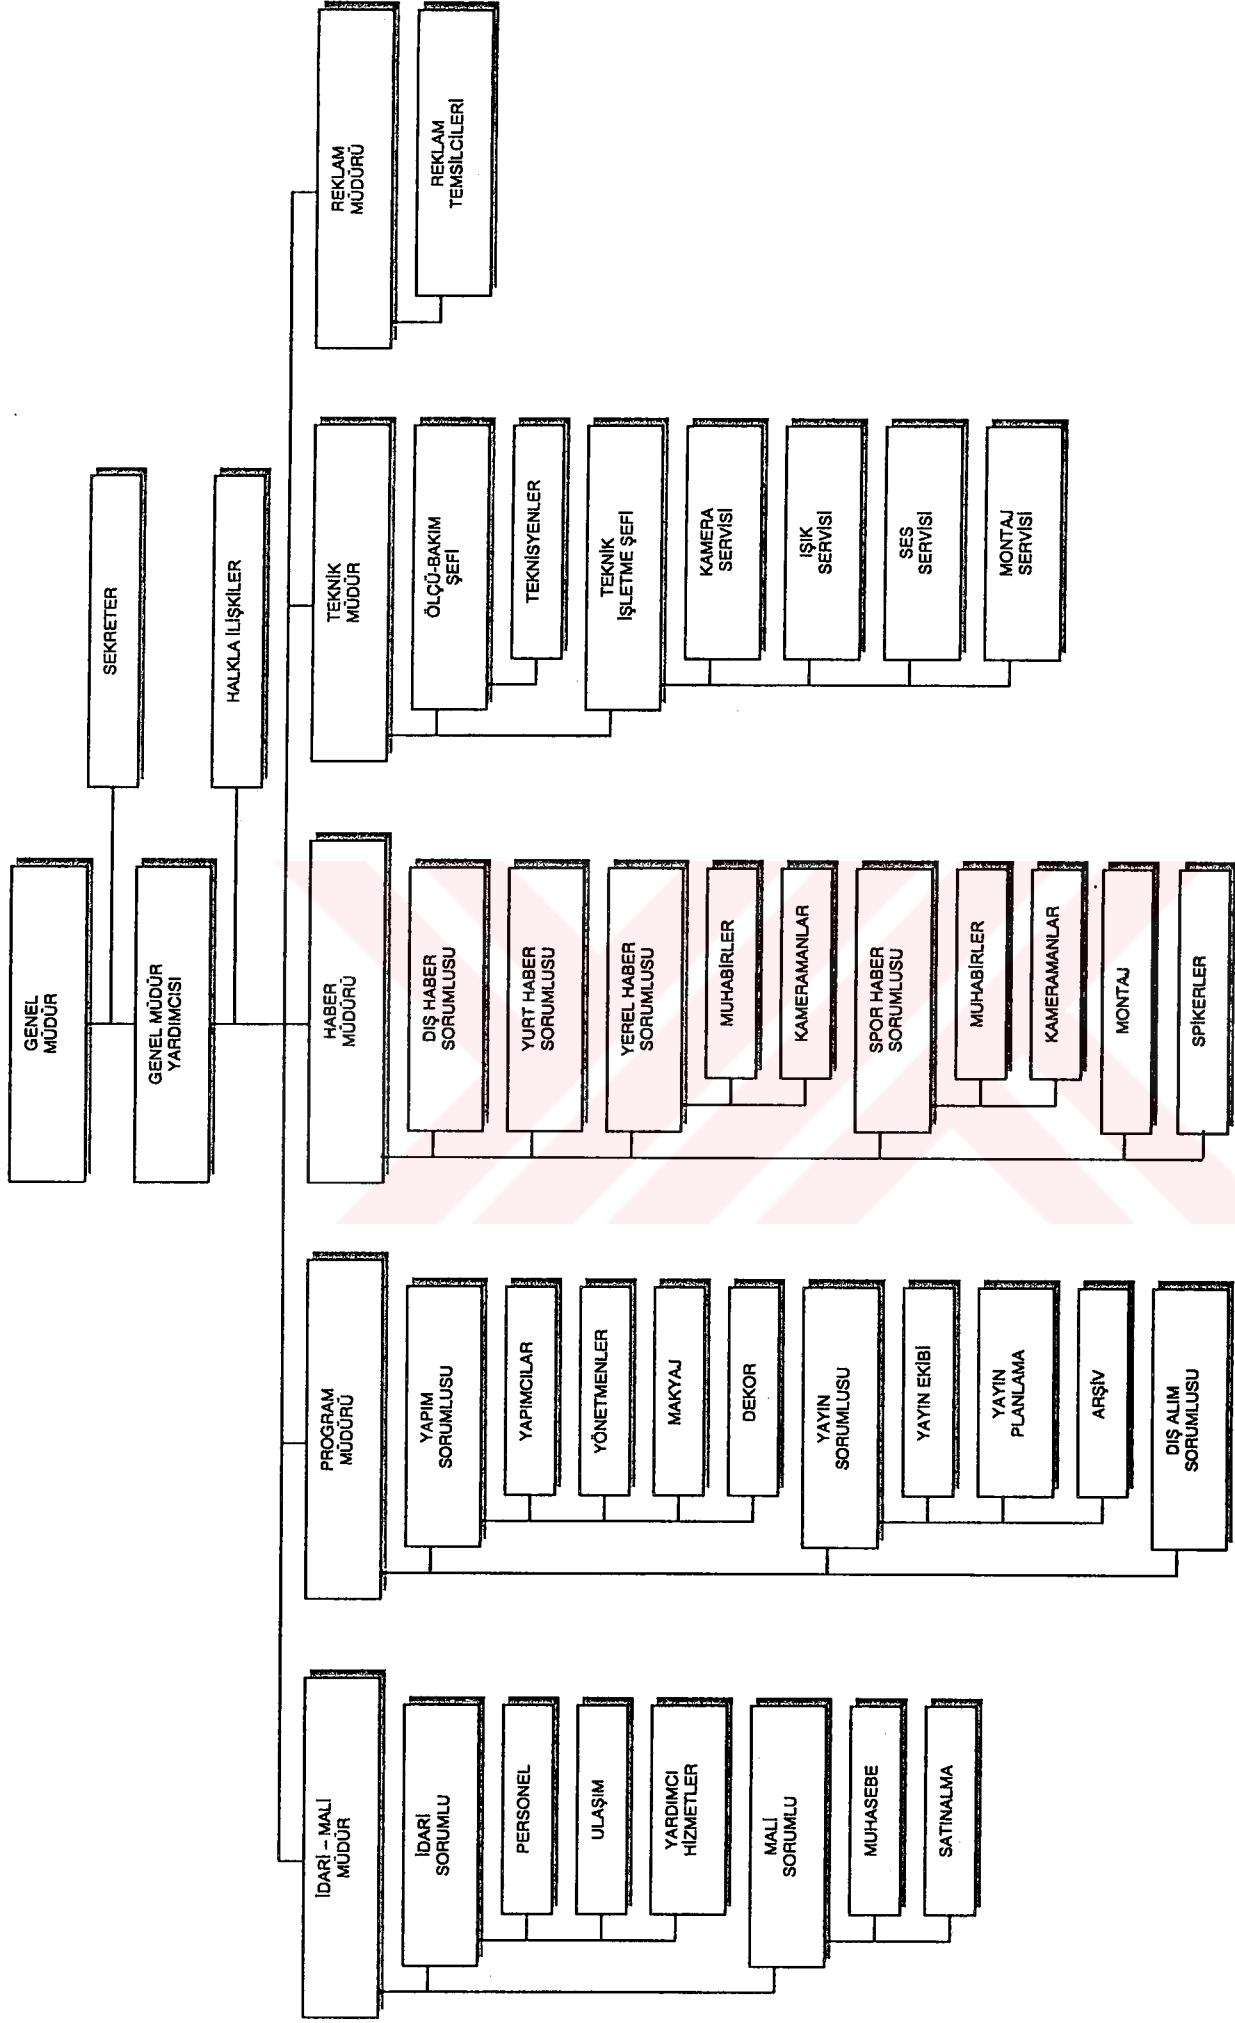 GENEL
MÜDÜR
SEKRETER
GENEL MÜDÜR
YARDIMCISI
HALKLA İLİŞKİLER
İDARİ – MALİ
MÜDÜR
İDARİ
SORUMLU
PERSONEL
ULAŞIM
YARDIMCI
HİZMETLER
MALİ
SORUMLU
MUHASEBE
SATINALMA
PROGRAM
MÜDÜRÜ
YAPIM
SORUMLUSU
YAPIMCILAR
YÖNETMENLER
MAKYAJ
DEKOR
YAYIN
SORUMLUSU
YAYIN EKİBİ
YAYIN
PLANLAMA
ARŞİV
DIŞ ALIM
SORUMLUSU
HABER
MÜDÜRÜ
DIŞ HABER
SORUMLUSU
YURT HABER
SORUMLUSU
YEREL HABER
SORUMLUSU
MUHABİRLER
KAMERAMANLAR
SPOR HABER
SORUMLUSU
MUHABİRLER
KAMERAMANLAR
MONTAJ
SPİKERLER
TEKNİK
MÜDÜR
ÖLÇÜ-BAKIM
ŞEFİ
TEKNİSYENLER
TEKNİK
İŞLETME ŞEFİ
KAMERA
SERVİSİ
IŞIK
SERVİSİ
SES
SERVİSİ
MONTAJ
SERVİSİ
REKLAM
MÜDÜRÜ
REKLAM
TEMSİLCİLERİ